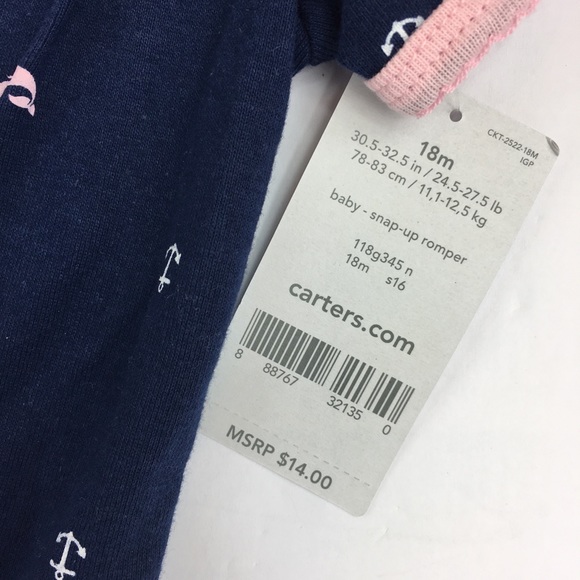 CKT-2522-18M
IGP
18m
30.5-32.5 in / 24.5-27.5 lb
78-83 cm / 11,1-12,5 kg
baby - snap-up romper
118g345 n
18m s16
carters.com
8 88767 32135 0
MSRP $14.00